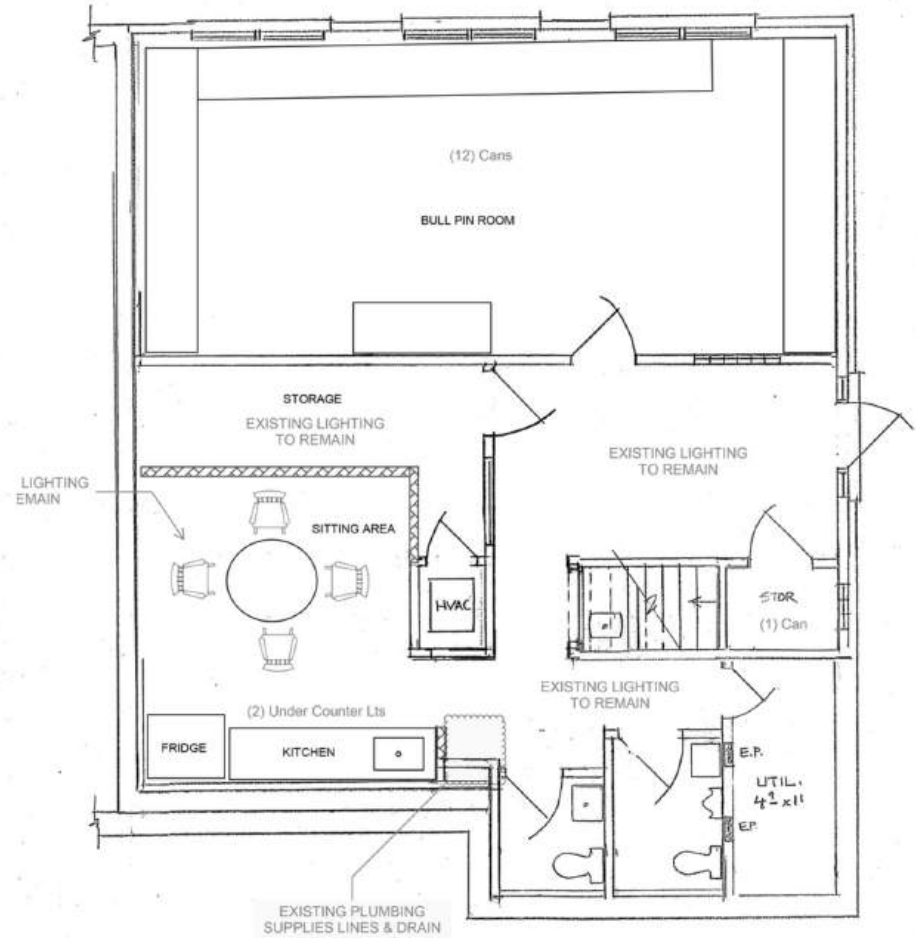 (12) Cans
BULL PIN ROOM
STORAGE
EXISTING LIGHTING
TO REMAIN
EXISTING LIGHTING
TO REMAIN
LIGHTING
EMAIN
SITTING AREA
HVAC
STOR
(1) Can
EXISTING LIGHTING
TO REMAIN
(2) Under Counter Lts
FRIDGE
KITCHEN
E.P.
UTIL.
4² x11
E.P.
EXISTING PLUMBING
SUPPLIES LINES & DRAIN